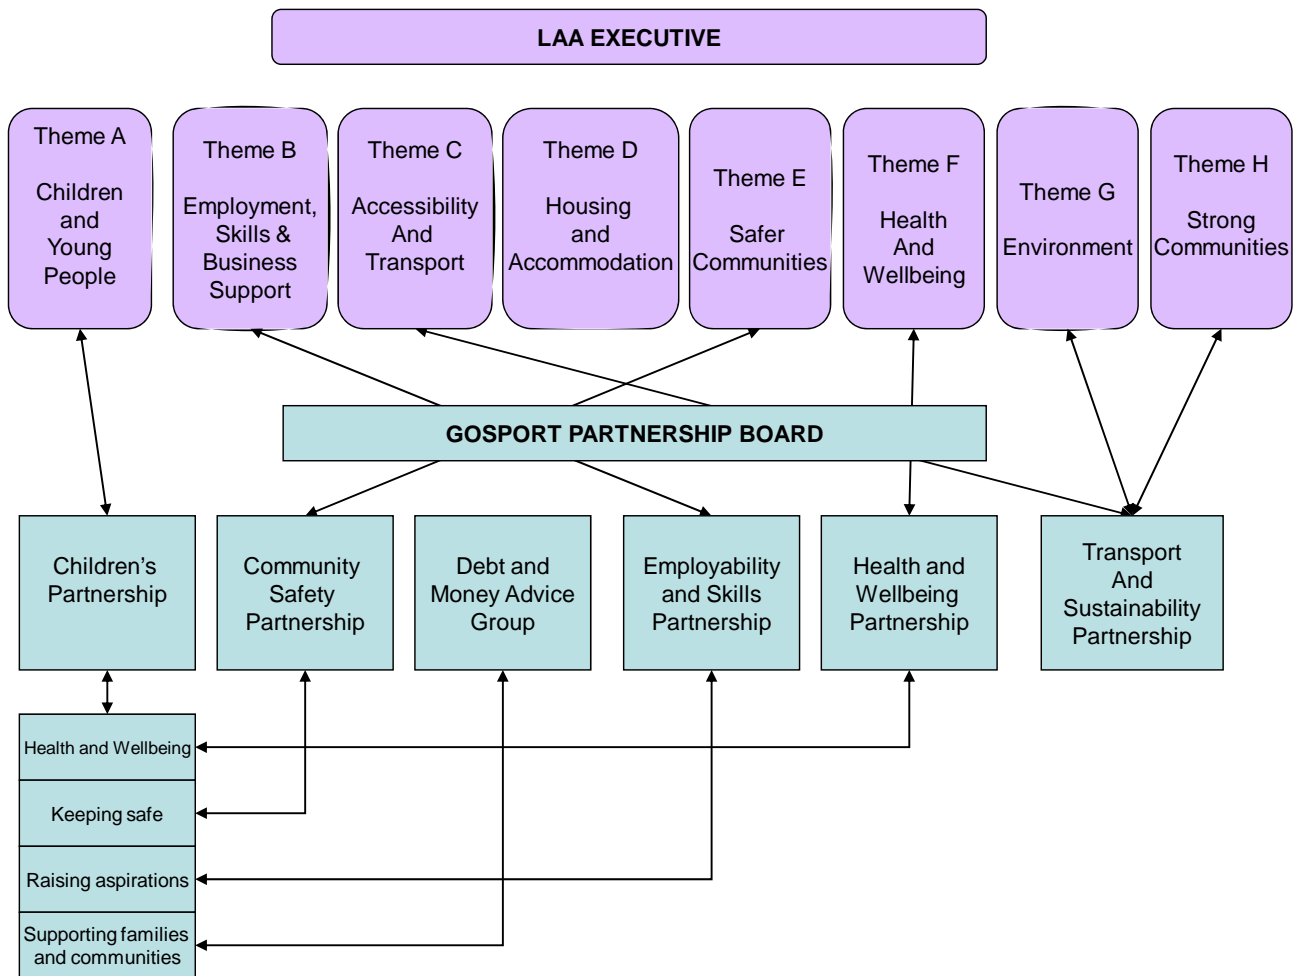 LAA EXECUTIVE
Theme A
Children
and
Young
People
Theme B
Employment,
Skills &
Business
Support
Theme C
Accessibility
And
Transport
Theme D
Housing
and
Accommodation
Theme E
Safer
Communities
Theme F
Health
And
Wellbeing
Theme G
Environment
Theme H
Strong
Communities
GOSPORT PARTNERSHIP BOARD
Children’s
Partnership
Community
Safety
Partnership
Debt and
Money Advice
Group
Employability
and Skills
Partnership
Health and
Wellbeing
Partnership
Transport
And
Sustainability
Partnership
Health and Wellbeing
Keeping safe
Raising aspirations
Supporting families
and communities